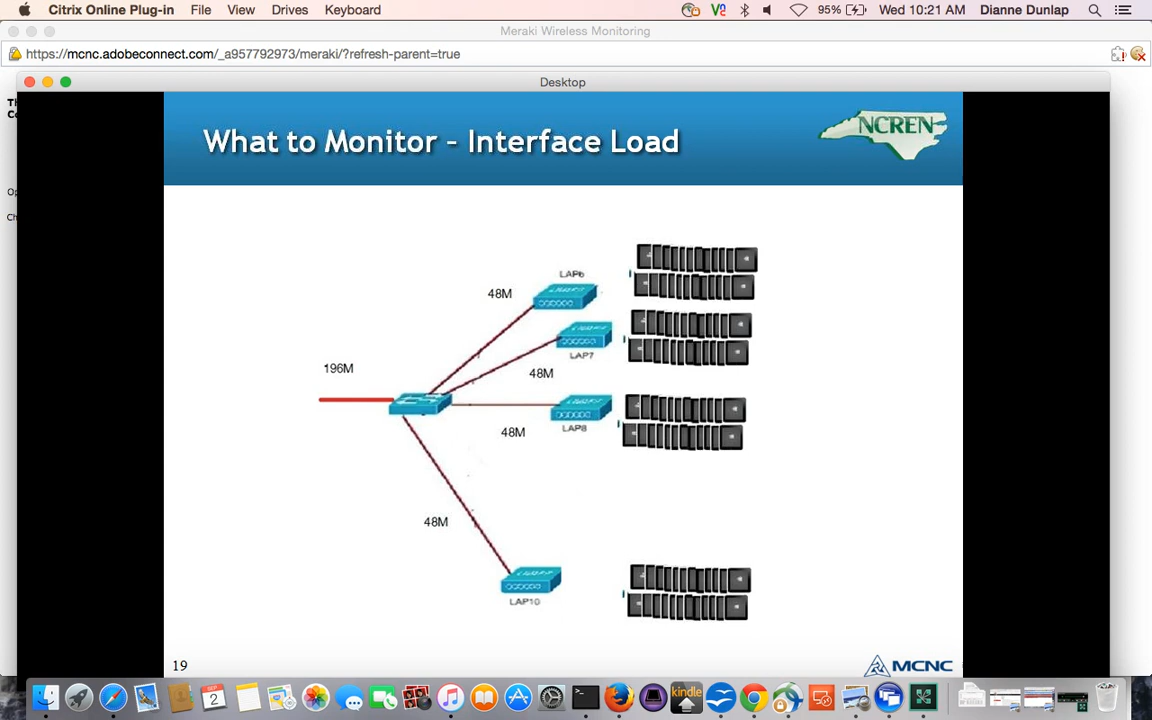 Citrix Online Plug-in File View Drives Keyboard 95% Wed 10:21 AM Dianne Dunlap
Meraki Wireless Monitoring
https://mcnc.adobeconnect.com/_a957792973/meraki/?refresh-parent=true
Desktop
What to Monitor - Interface Load
NCREN
LAP6
48M
LAP7
196M
48M
LAP8
48M
48M
LAP10
19
MCNC
2
kindle